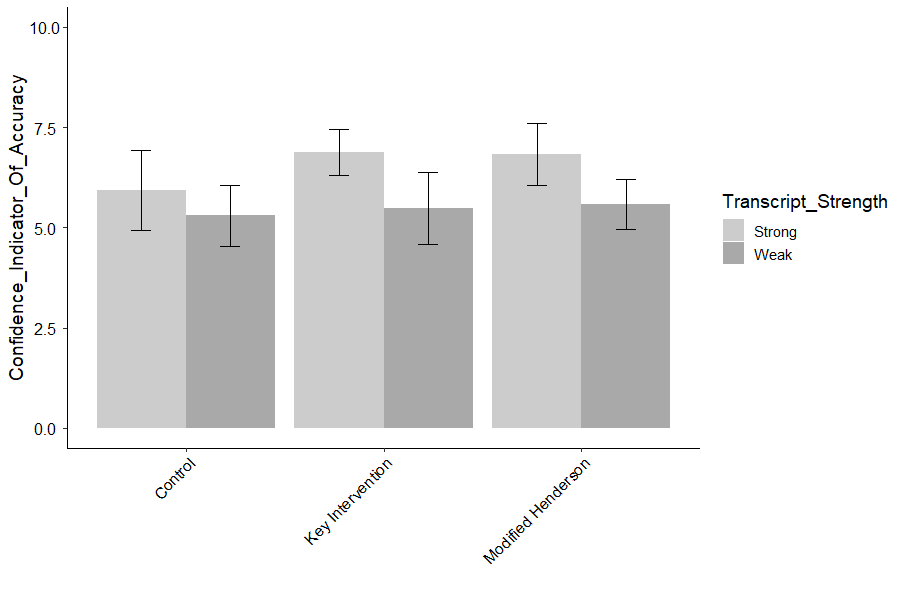 Confidence_Indicator_Of_Accuracy
10.0
7.5
5.0
2.5
0.0
Control
Key Intervention
Modified Henderson
Transcript_Strength
Strong
Weak